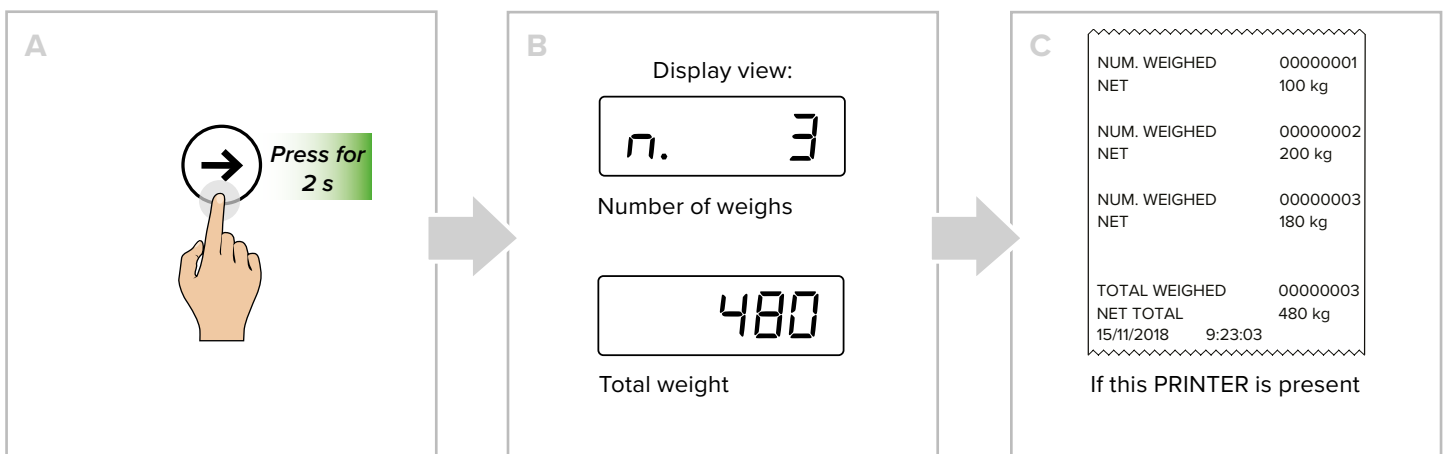 A
Press for
2 s
B
Display view:
n. 3
Number of weighs
480
Total weight
C
NUM. WEIGHED 00000001
NET 100 kg
NUM. WEIGHED 00000002
NET 200 kg
NUM. WEIGHED 00000003
NET 180 kg
TOTAL WEIGHED 00000003
NET TOTAL 480 kg
15/11/2018 9:23:03
If this PRINTER is present